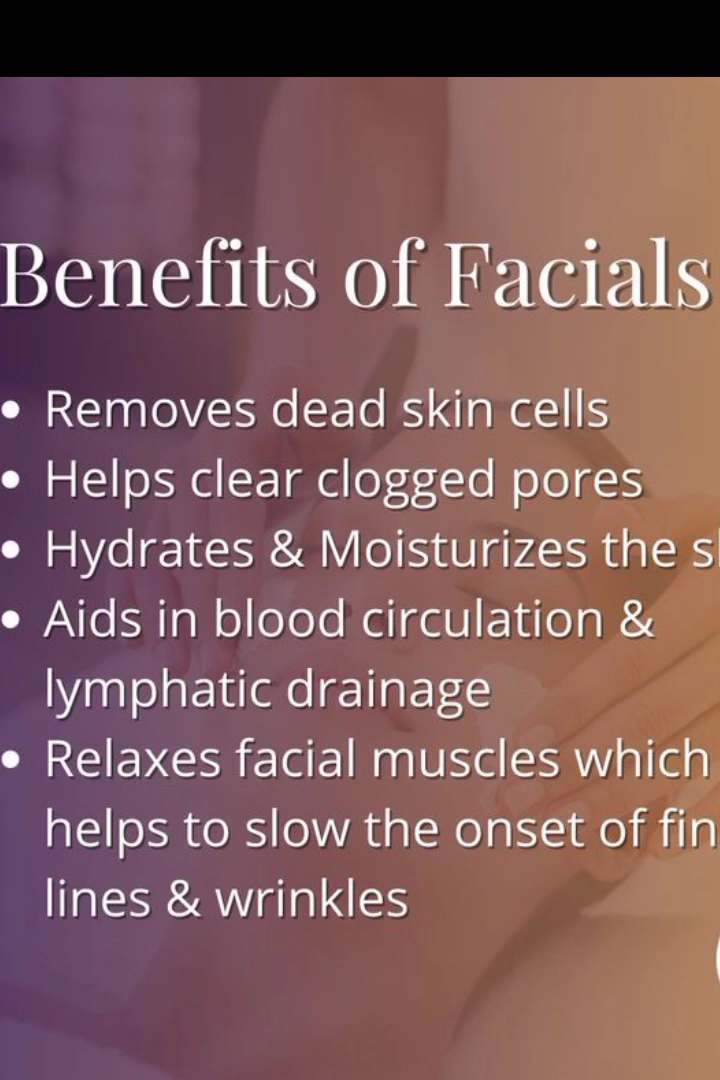 Benefits of Facials
• Removes dead skin cells
• Helps clear clogged pores
• Hydrates & Moisturizes the
• Aids in blood circulation &
lymphatic drainage
• Relaxes facial muscles which
helps to slow the onset of
lines & wrinkles